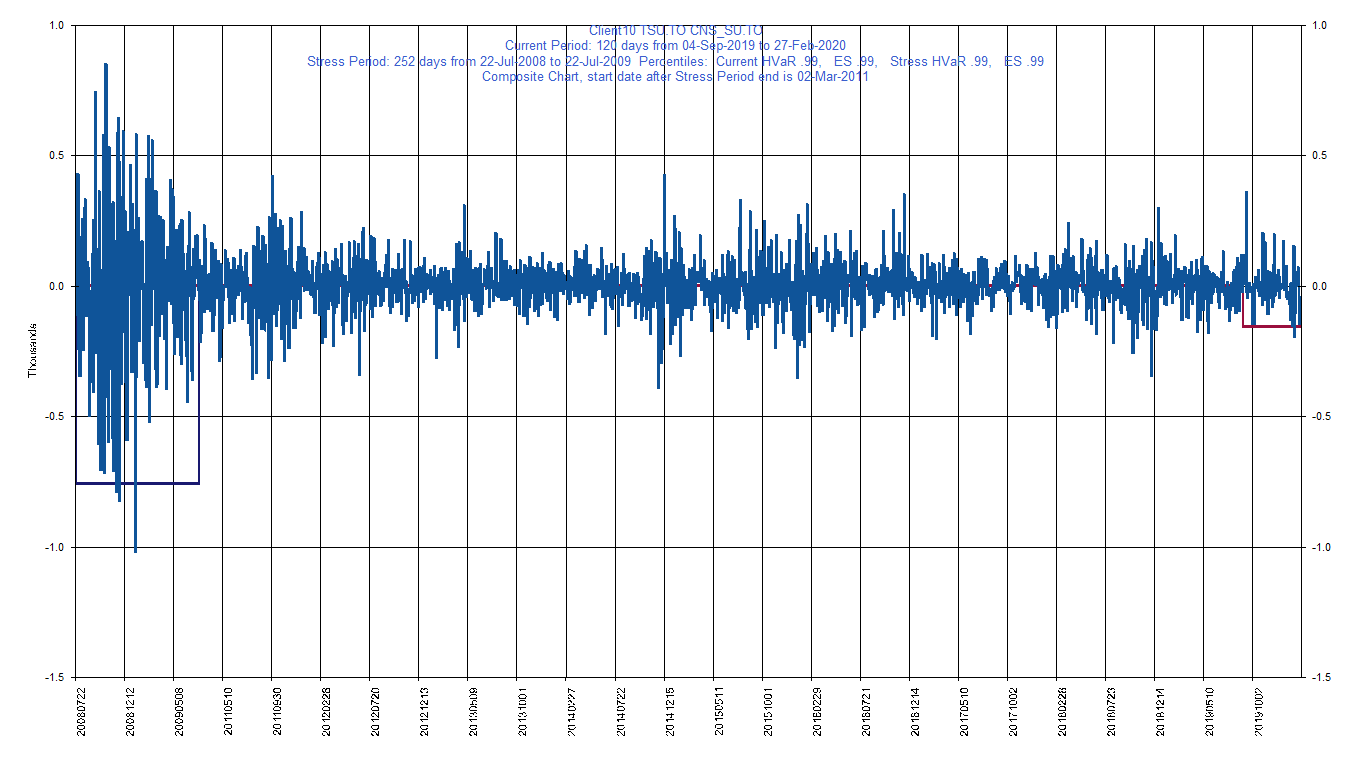 Client10 TSU.TO CNS_SU.TO
Current Period: 120 days from 04-Sep-2019 to 27-Feb-2020
Stress Period: 252 days from 22-Jul-2008 to 22-Jul-2009 Percentiles: Current HVaR .99, ES .99, Stress HVaR .99, ES .99
Composite Chart, start date after Stress Period end is 02-Mar-2011
1.0 1.0
0.5 0.5
0.0 0.0
Thousands
-0.5 -0.5
-1.0 -1.0
-1.5 -1.5
20080722 20081212 20090508 20110510 20110930 20120228 20120720 20121213 20130509 20131001 20140227 20140722 20141215 20150511 20151001 20160229 20160721 20161214 20170510 20171002 20180226 20180723 20181214 20190510 20191002